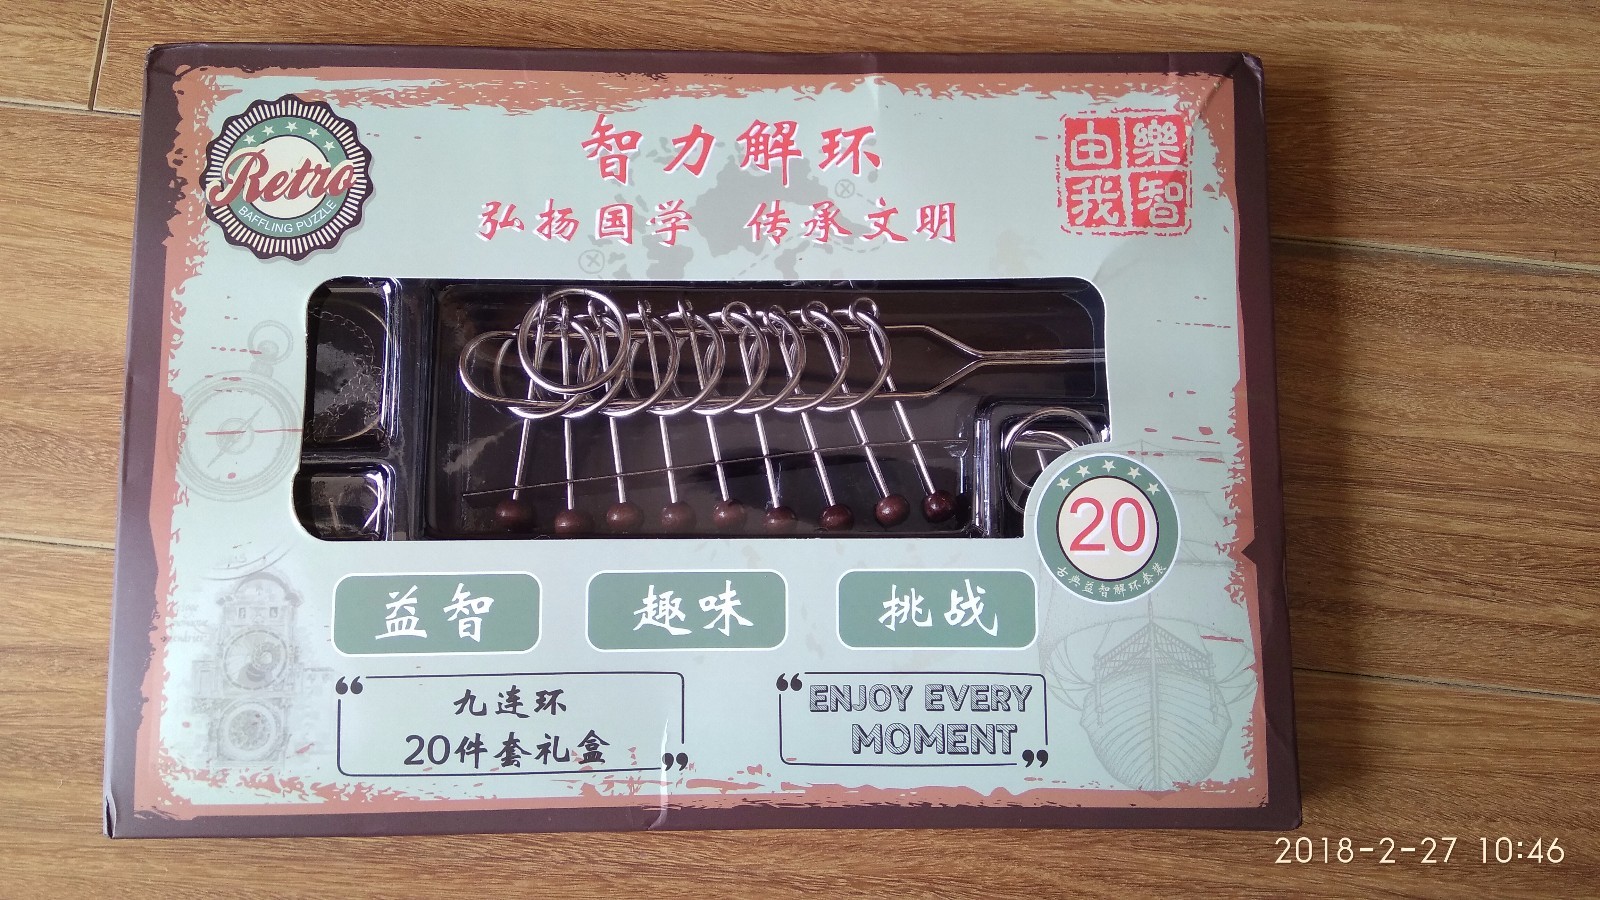 Retro
BAFFLING PUZZLE
智力解环
弘扬国学 传承文明
由樂
我智
20
古典益智解环套装
益智
趣味
挑战
“九连环
20件套礼盒”
“ENJOY EVERY
MOMENT”
2018-2-27 10:46